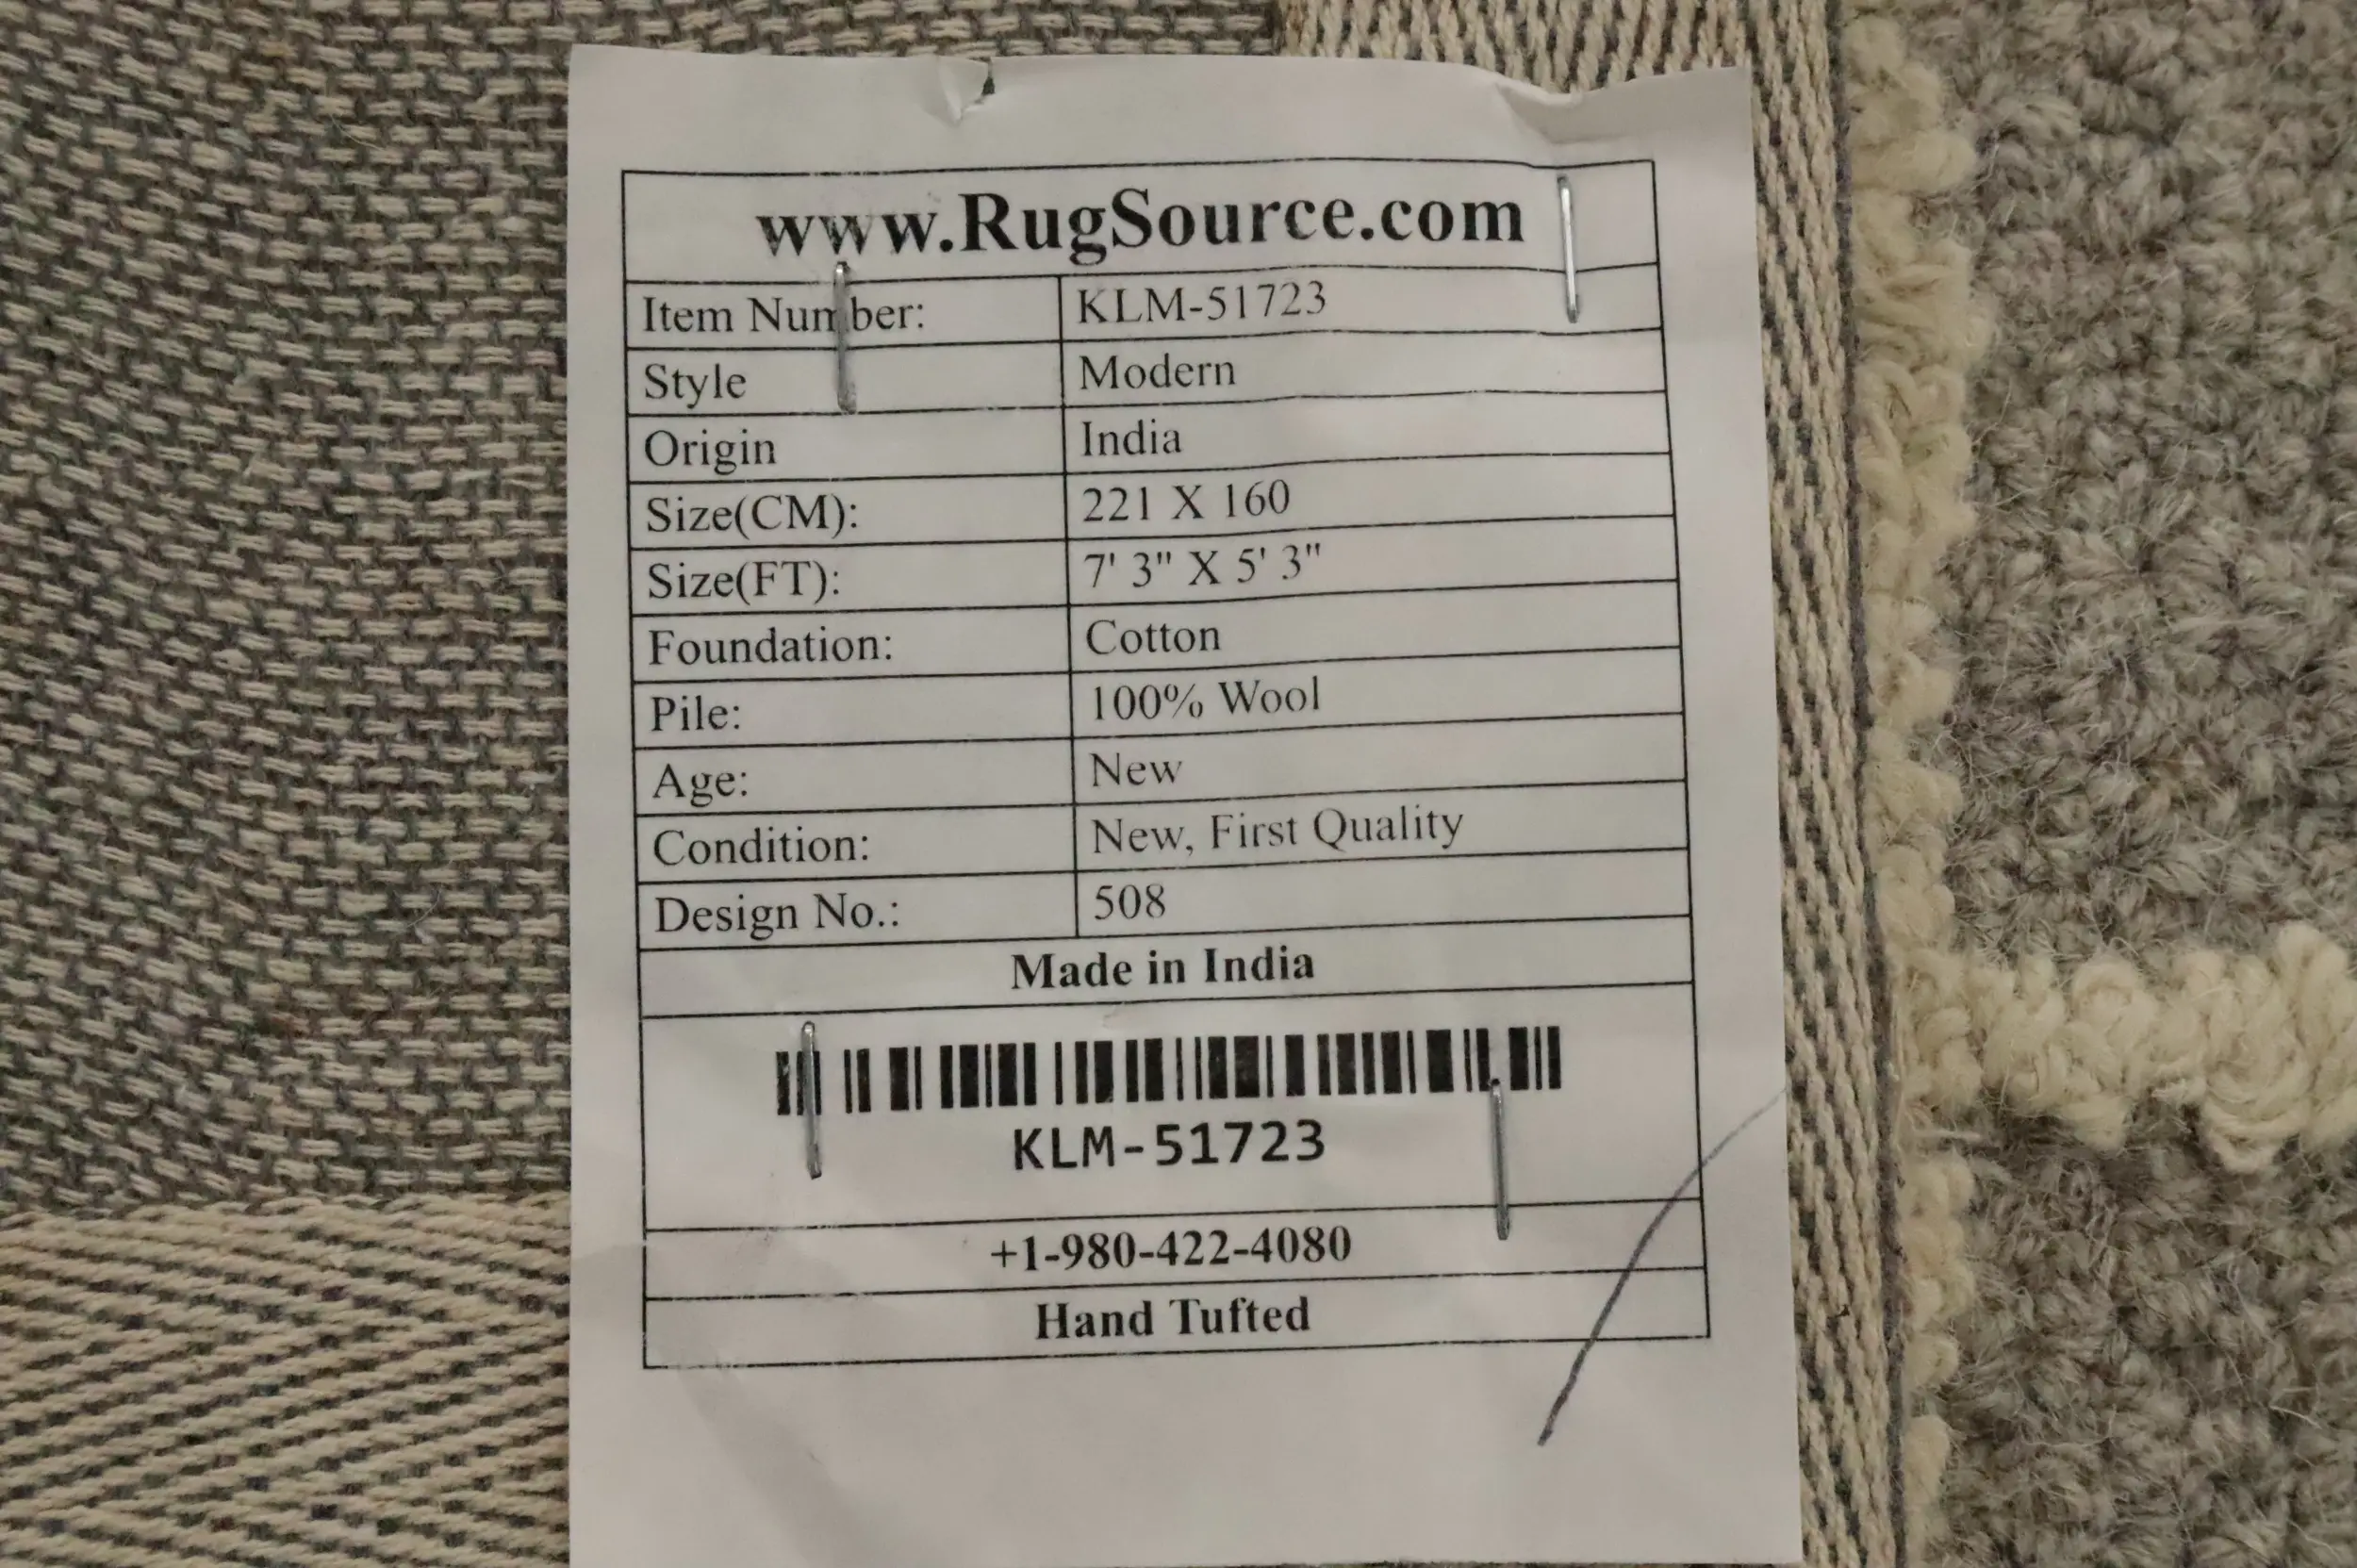 www.RugSource.com
Item Number: KLM-51723
Style Modern
Origin India
Size(CM): 221 X 160
Size(FT): 7' 3" X 5' 3"
Foundation: Cotton
Pile: 100% Wool
Age: New
Condition: New, First Quality
Design No.: 508
Made in India
KLM-51723
+1-980-422-4080
Hand Tufted